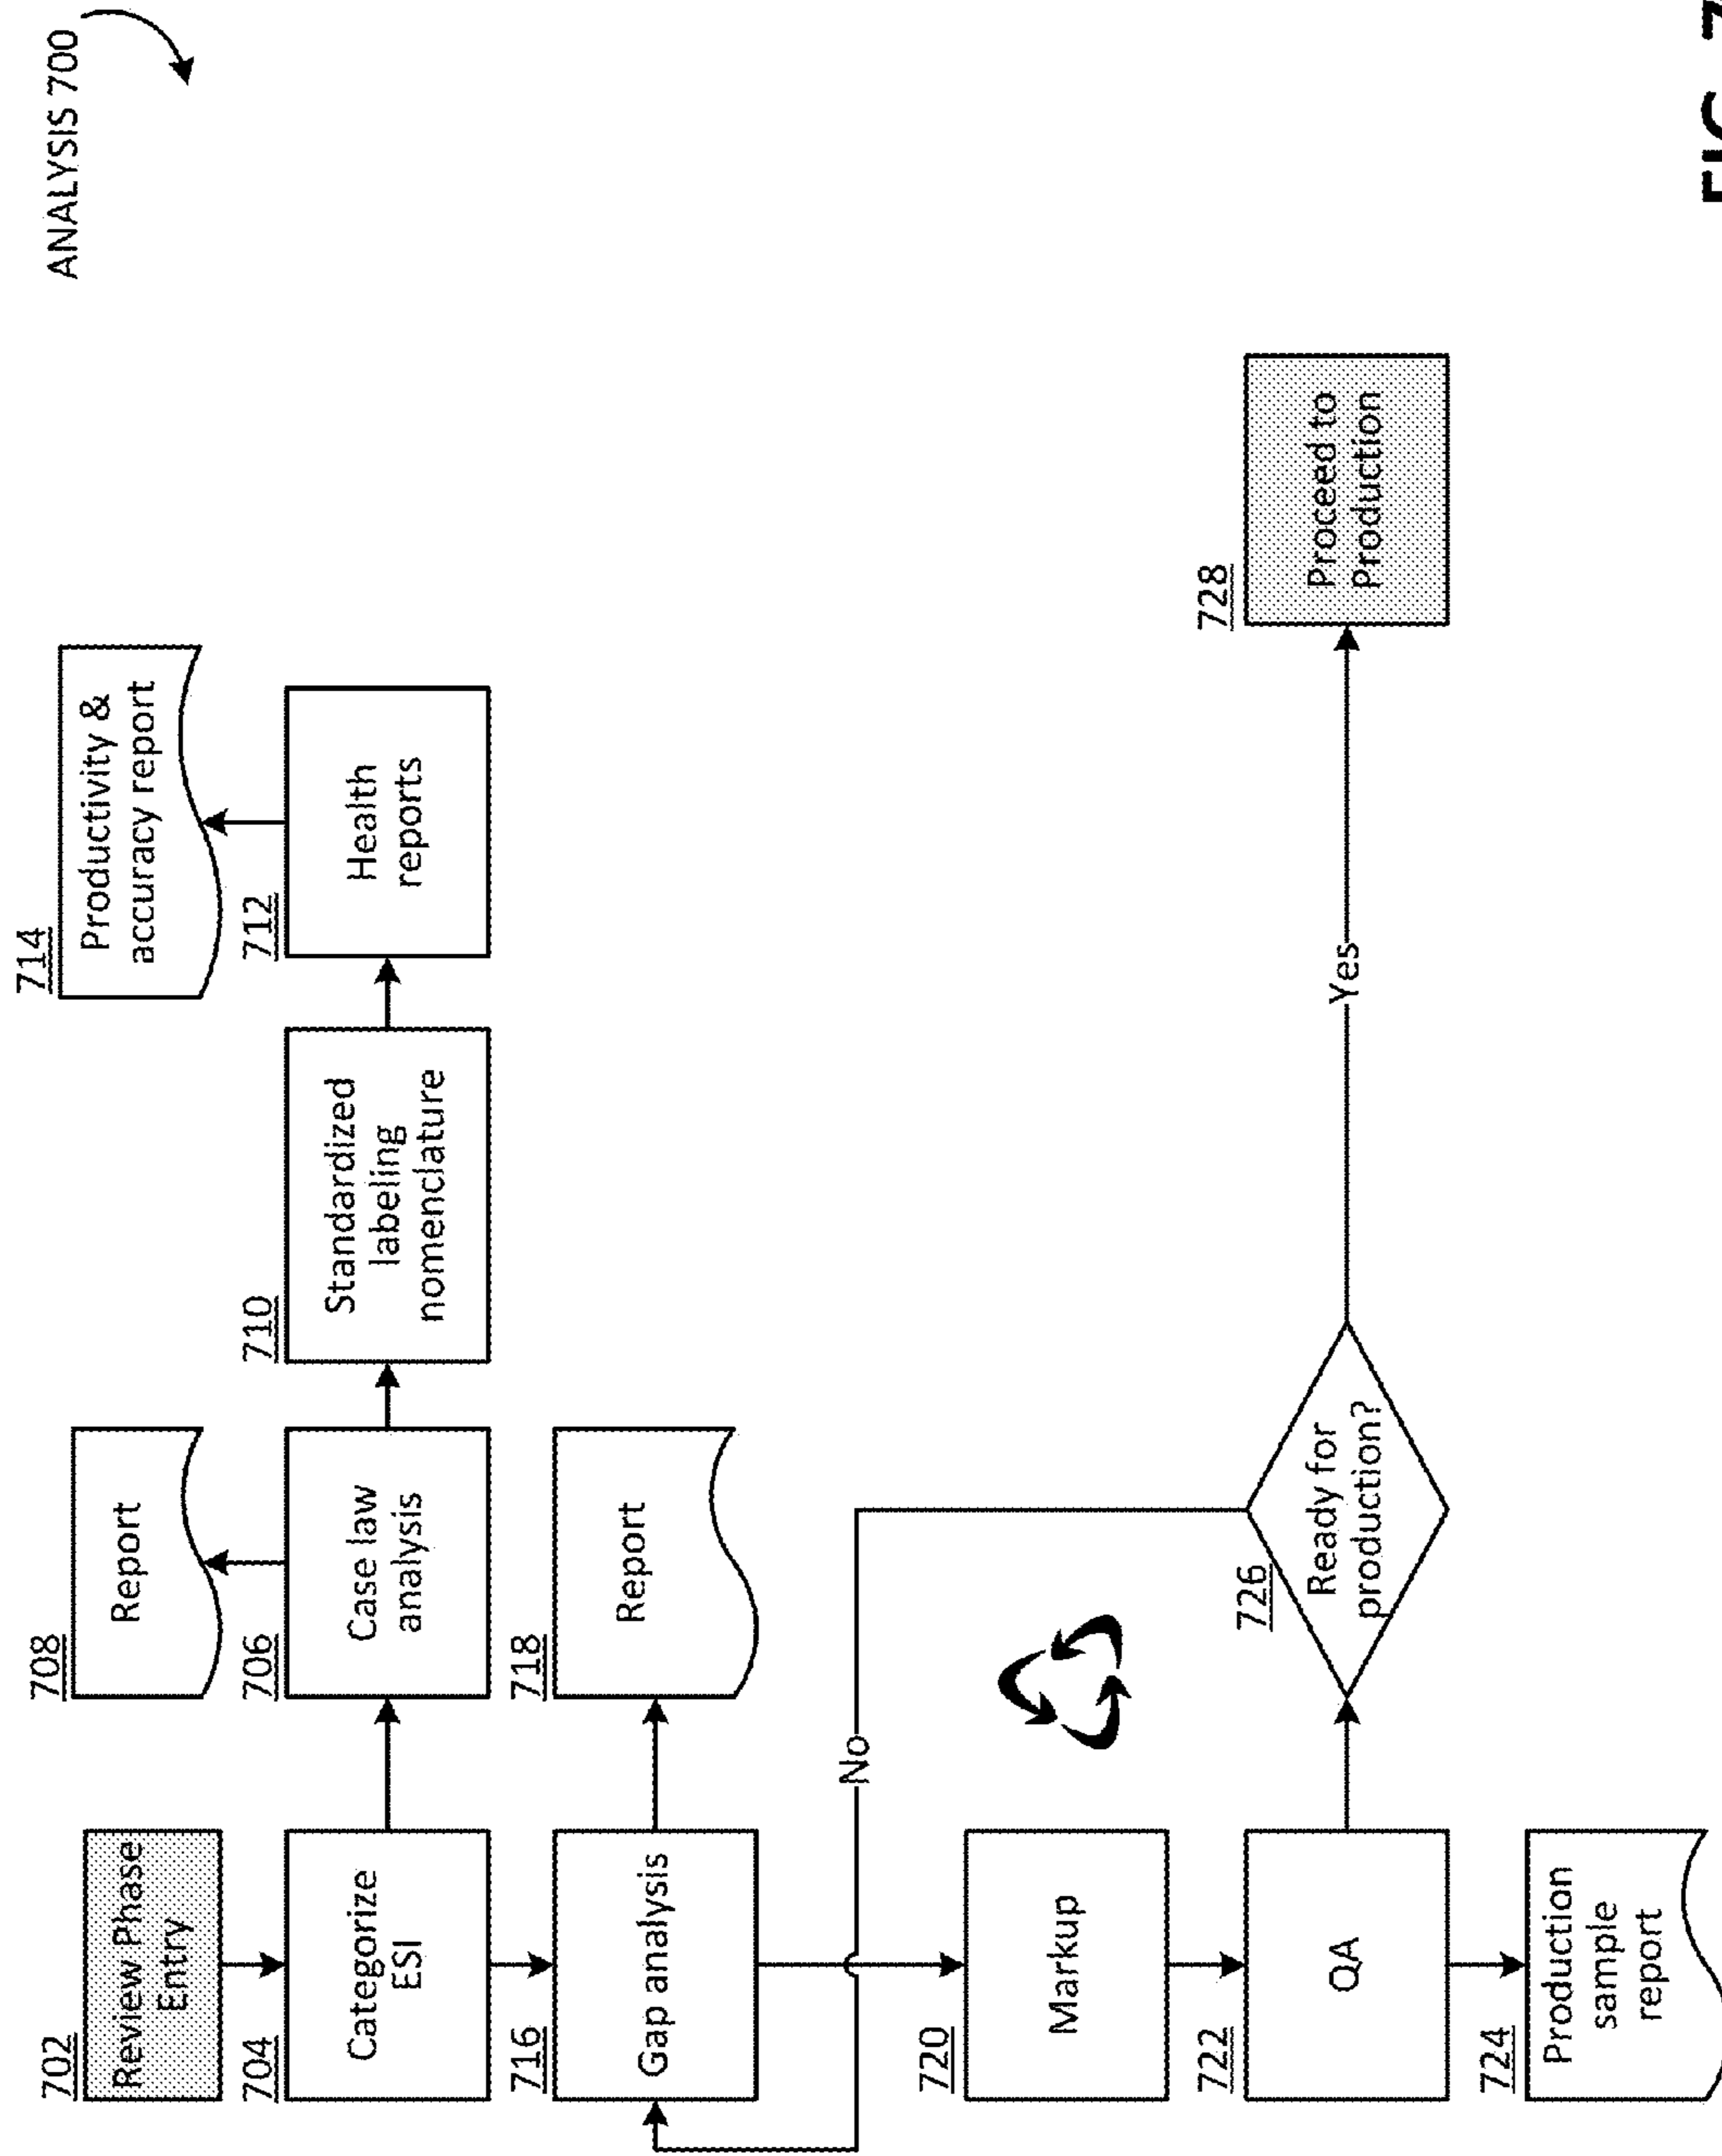 ANALYSIS 700
702
Review Phase
Entry
704
Categorize
ESI
708
Report
706
Case law
analysis
710
Standardized
labeling
nomenclature
714
Productivity &
accuracy report
712
Health
reports
716
Gap analysis
718
Report
No
720
Markup
722
QA
724
Production
sample
report
726
Ready for
production?
Yes
728
Proceed to
Production
FIG. 7